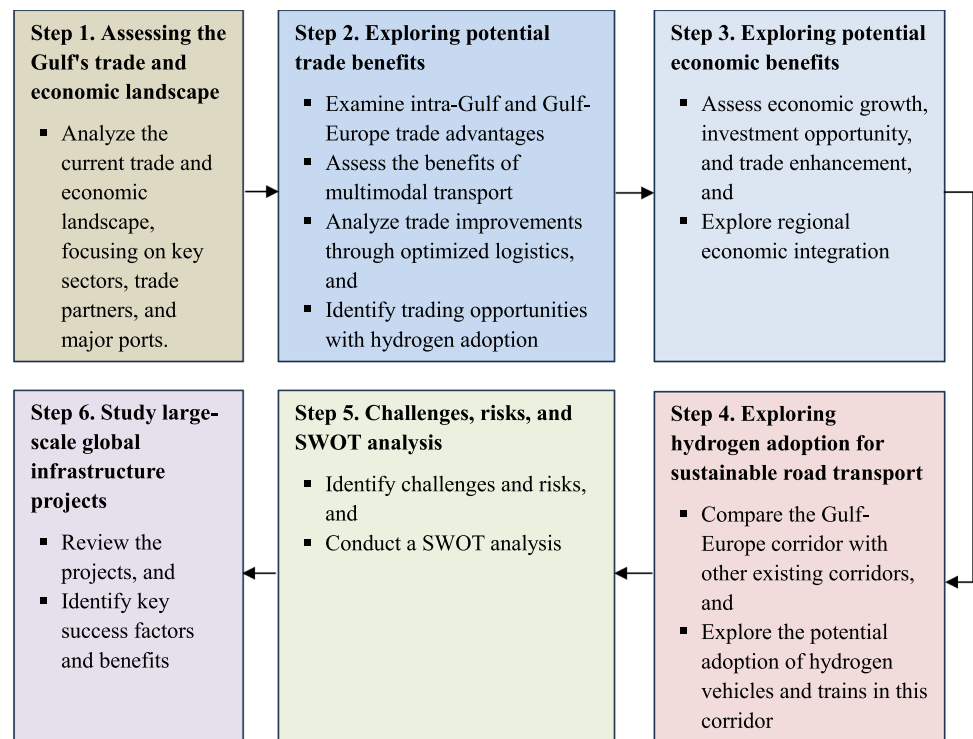 Step 1. Assessing the
Gulf's trade and
economic landscape
▪ Analyze the
current trade and
economic
landscape,
focusing on key
sectors, trade
partners, and
major ports.
Step 2. Exploring potential
trade benefits
▪ Examine intra-Gulf and Gulf-
Europe trade advantages
▪ Assess the benefits of
multimodal transport
▪ Analyze trade improvements
through optimized logistics,
and
▪ Identify trading opportunities
with hydrogen adoption
Step 3. Exploring potential
economic benefits
▪ Assess economic growth,
investment opportunity,
and trade enhancement,
and
▪ Explore regional
economic integration
Step 4. Exploring
hydrogen adoption for
sustainable road transport
▪ Compare the Gulf-
Europe corridor with
other existing corridors,
and
▪ Explore the potential
adoption of hydrogen
vehicles and trains in this
corridor
Step 5. Challenges, risks, and
SWOT analysis
▪ Identify challenges and risks,
and
▪ Conduct a SWOT analysis
Step 6. Study large-
scale global
infrastructure
projects
▪ Review the
projects, and
▪ Identify key
success factors
and benefits